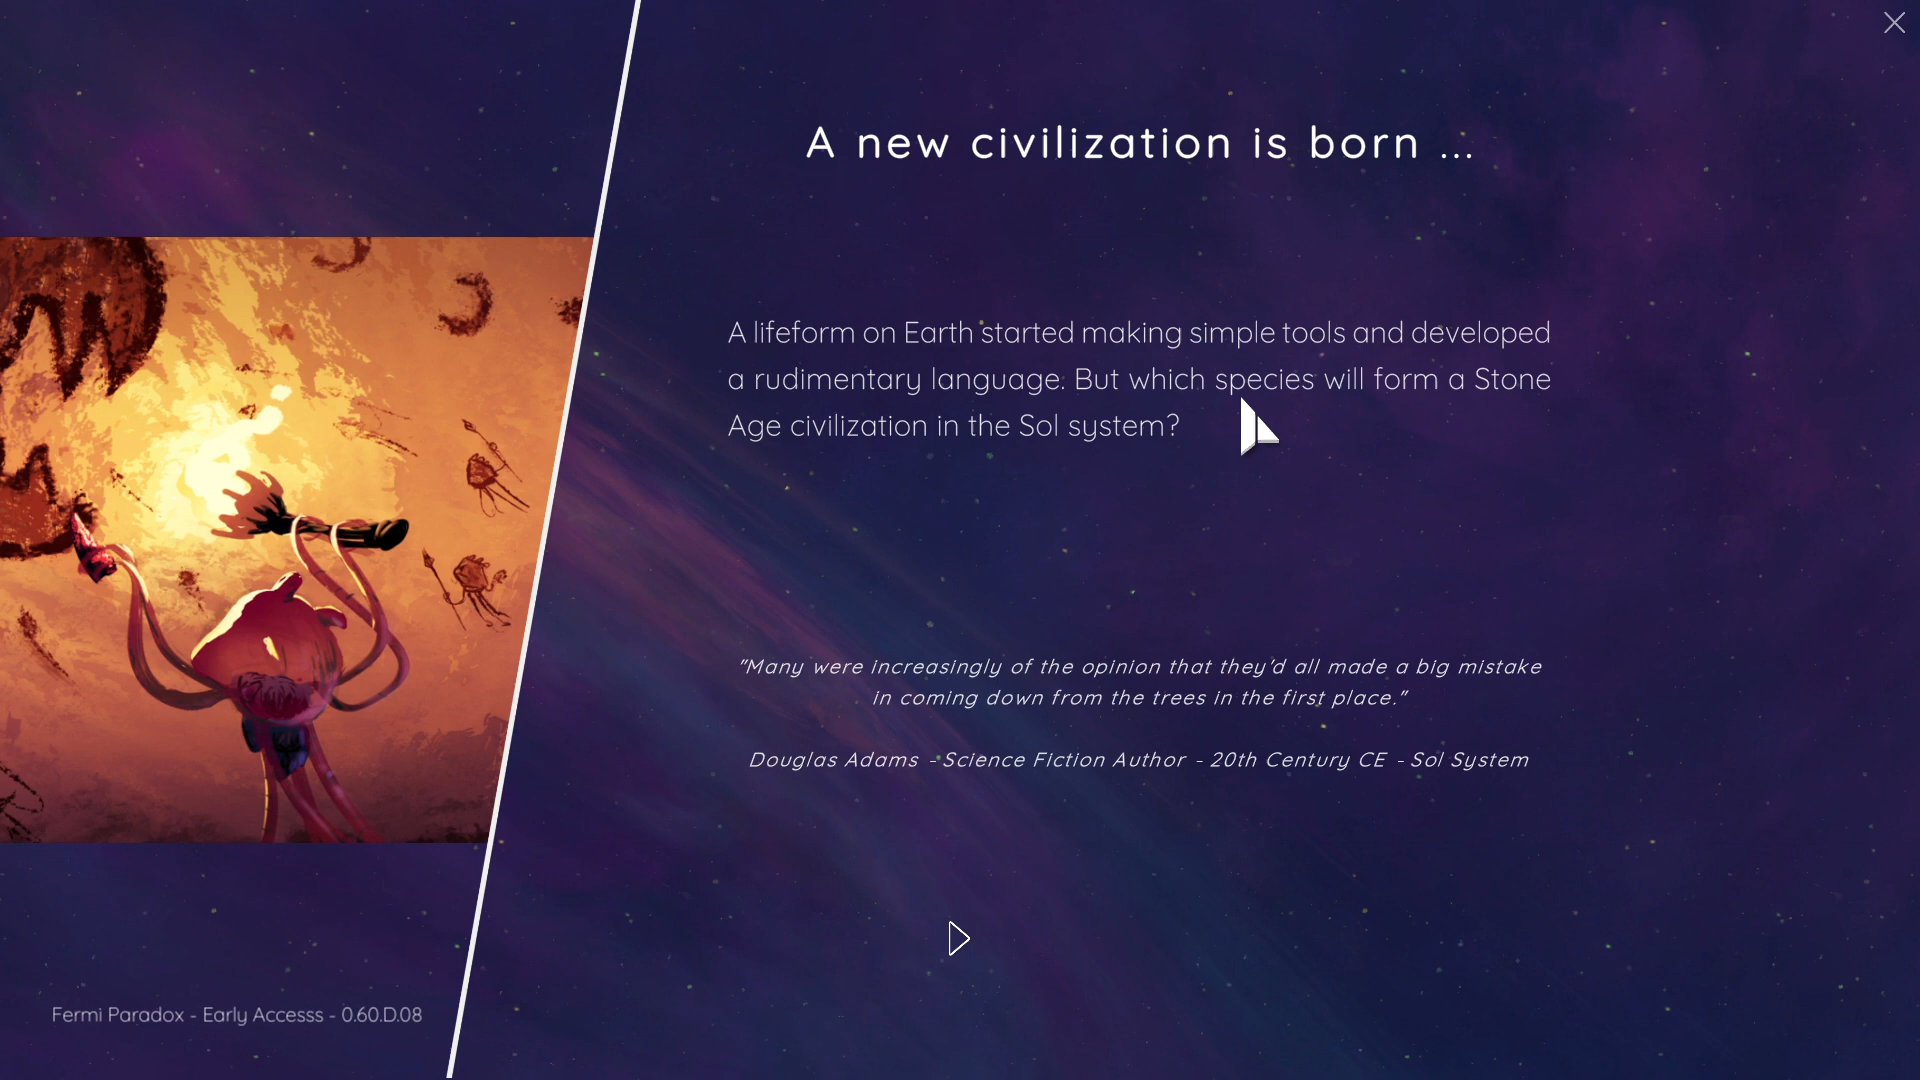 A new civilization is born ...
A lifeform on Earth started making simple tools and developed
a rudimentary language. But which species will form a Stone
Age civilization in the Sol system?
"Many were increasingly of the opinion that they'd all made a big mistake
in coming down from the trees in the first place."
Douglas Adams - Science Fiction Author - 20th Century CE - Sol System
Fermi Paradox - Early Accesss - 0.60.D.08